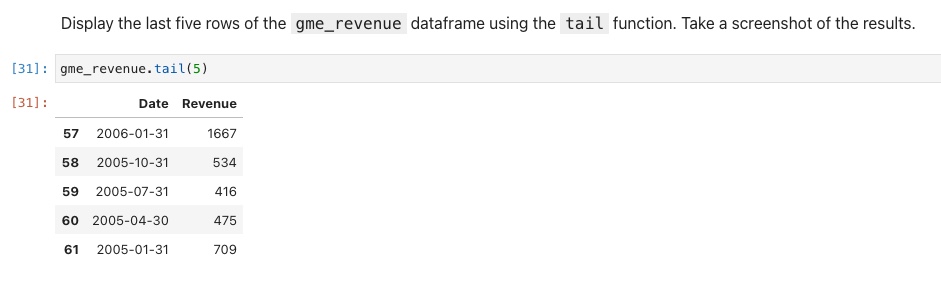 Display the last five rows of the gme_revenue dataframe using the tail function. Take a screenshot of the results.
[31]: gme_revenue.tail(5)
[31]: Date Revenue
57 2006-01-31 1667
58 2005-10-31 534
59 2005-07-31 416
60 2005-04-30 475
61 2005-01-31 709